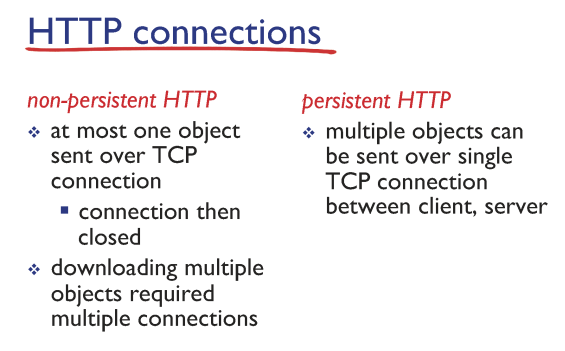 HTTP connections
non-persistent HTTP
at most one object
sent over TCP
connection
connection then
closed
downloading multiple
objects required
multiple connections
persistent HTTP
multiple objects can
be sent over single
TCP connection
between client, server